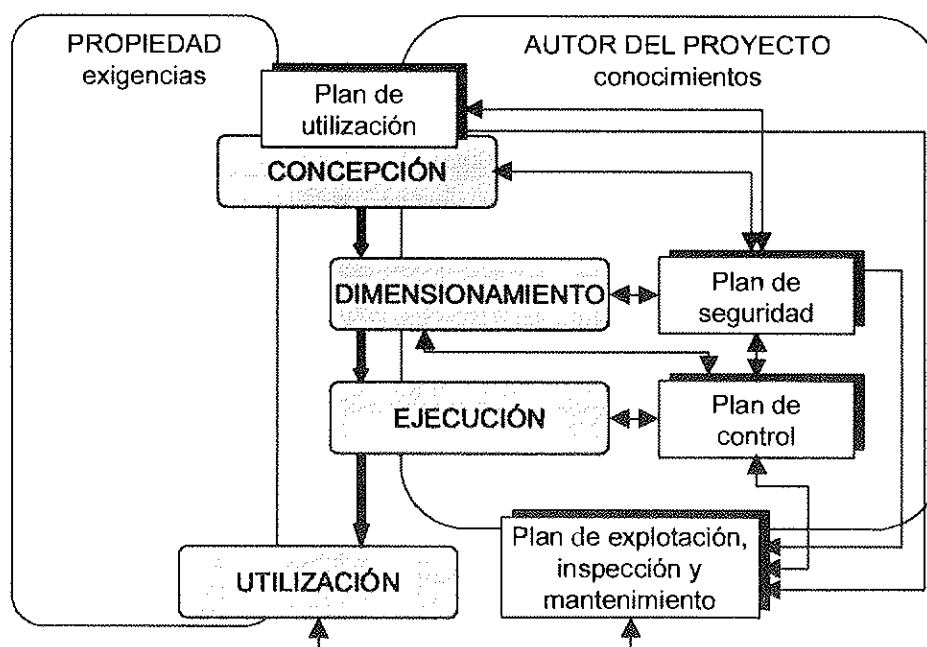 PROPIEDAD
exigencias
AUTOR DEL PROYECTO
conocimientos
Plan de
utilización
CONCEPCIÓN
DIMENSIONAMIENTO
Plan de
seguridad
EJECUCIÓN
Plan de
control
Plan de explotación,
inspección y
mantenimiento
UTILIZACIÓN